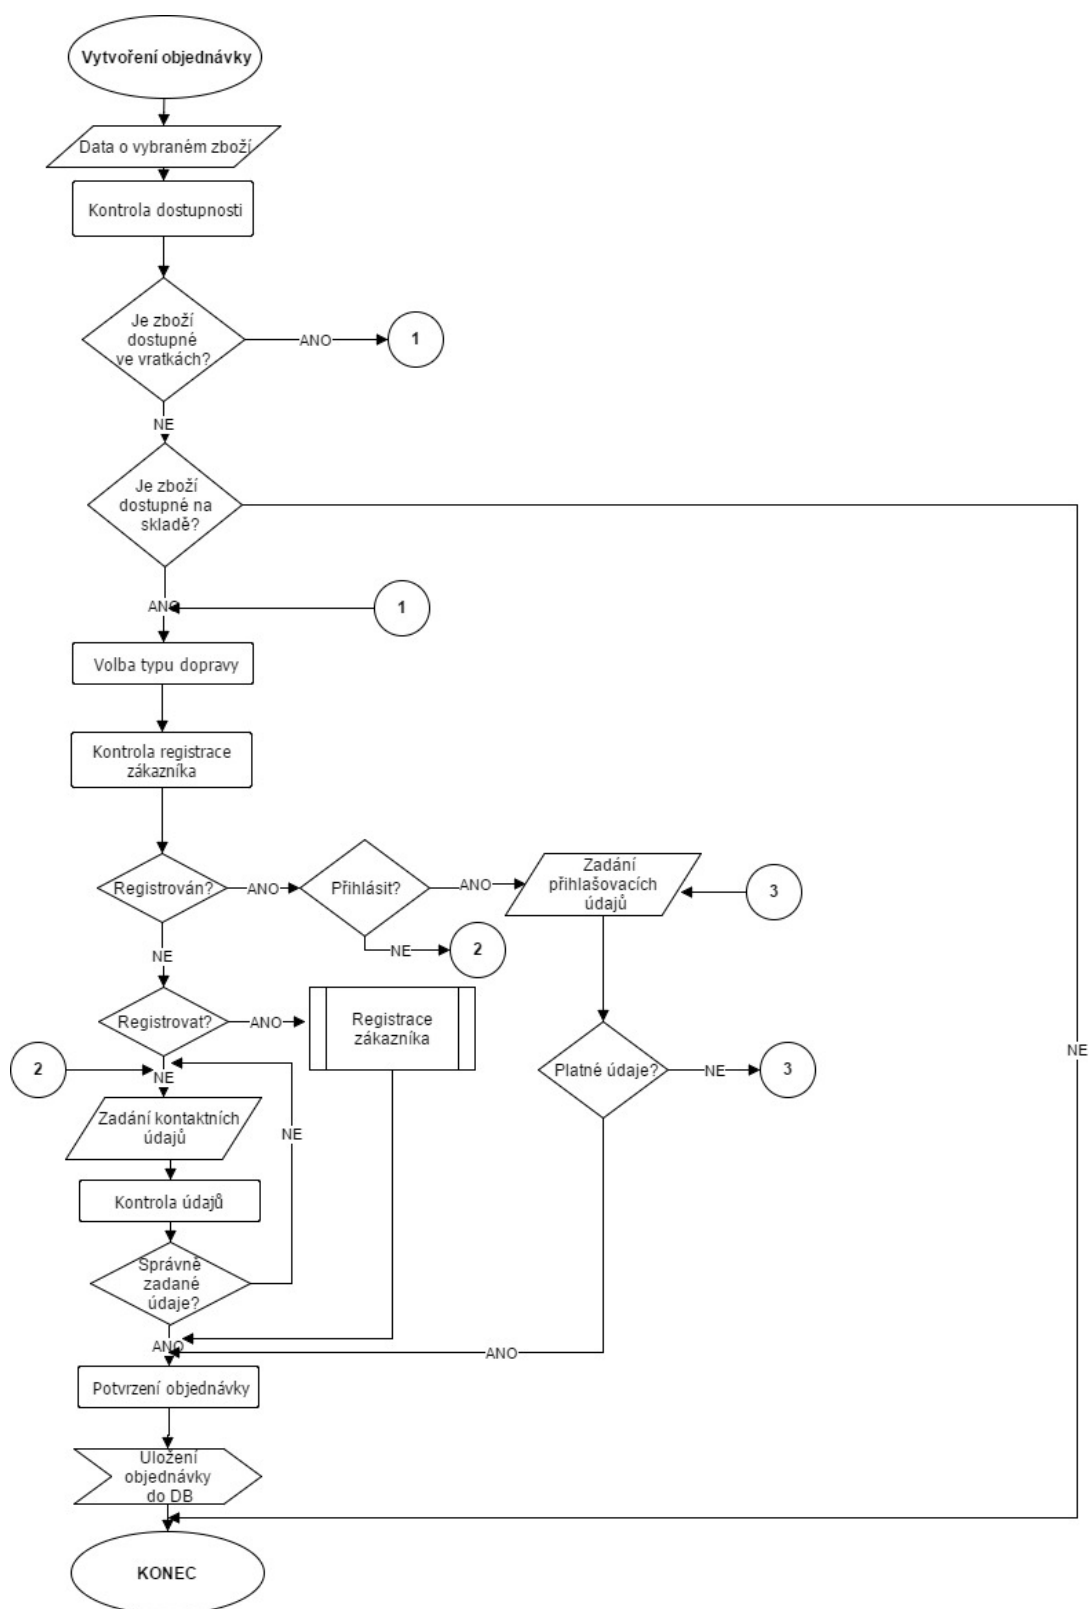 Vytvoření objednávky
Data o vybraném zboží
Kontrola dostupnosti
Je zboží
dostupné
ve vratkách?
ANO
1
NE
Je zboží
dostupné na
skladě?
ANO
1
Volba typu dopravy
Kontrola registrace
zákazníka
Registrován?
ANO
Přihlásit?
ANO
Zadání
přihlašovacích
údajů
3
NE
2
NE
Registrovat?
ANO
Registrace
zákazníka
2
NE
Platné údaje?
NE
3
NE
Zadání kontaktních
údajů
NE
Kontrola údajů
Správně
zadané
údaje?
ANO
ANO
Potvrzení objednávky
Uložení
objednávky
do DB
KONEC